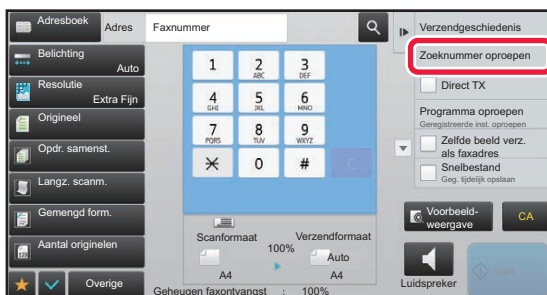 Adresboek
Adres
Faxnummer
Verzendgeschiedenis
Belichting
Auto
Zoeknummer oproepen
Resolutie
Extra Fijn
Direct TX
Origineel
Programma oproepen
Geregistreerde inst. oproepen
Opdr. samenst.
Zelfde beeld verz.
als faxadres
Langz. scanm.
Snelbestand
Geg. tijdelijk opslaan
1
2
ABC
3
DEF
4
GHI
5
JKL
6
MNO
7
PQRS
8
TUV
9
WXYZ
0
#
C
Gemengd form.
Voorbeeld-
weergave
CA
Scanformaat
100%
Verzendformaat
Auto
A4
A4
Aantal originelen
Overige
Geheugen faxontvangst : 100%
Luidspreker
Start